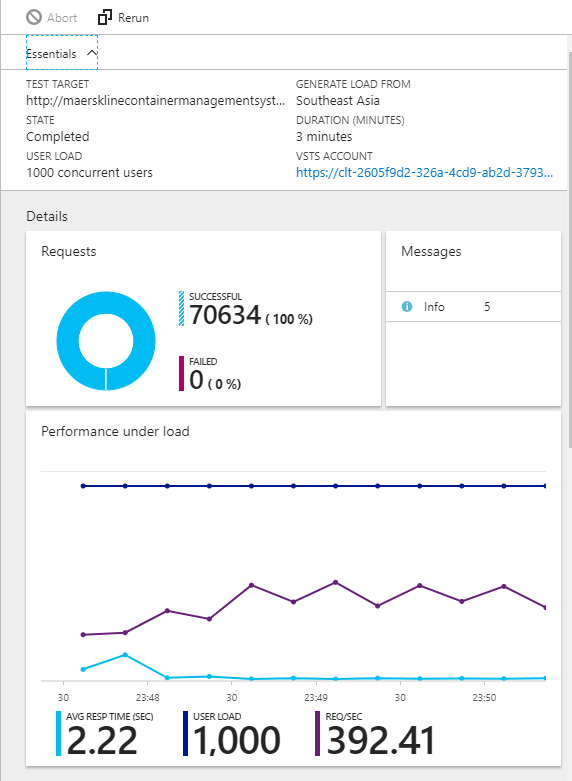 Abort Rerun
Essentials
TEST TARGET GENERATE LOAD FROM
http://maersklinecontainermanagementsyst... Southeast Asia
STATE DURATION (MINUTES)
Completed 3 minutes
USER LOAD VSTS ACCOUNT
1000 concurrent users https://clt-2605f9d2-326a-4cd9-ab2d-3793...
Details
Requests
SUCCESSFUL
70634 ( 100 %)
FAILED
0 ( 0 %)
Messages
Info 5
Performance under load
30 23:48 30 23:49 30 23:50
AVG RESP TIME (SEC) USER LOAD REQ/SEC
2.22 1,000 392.41